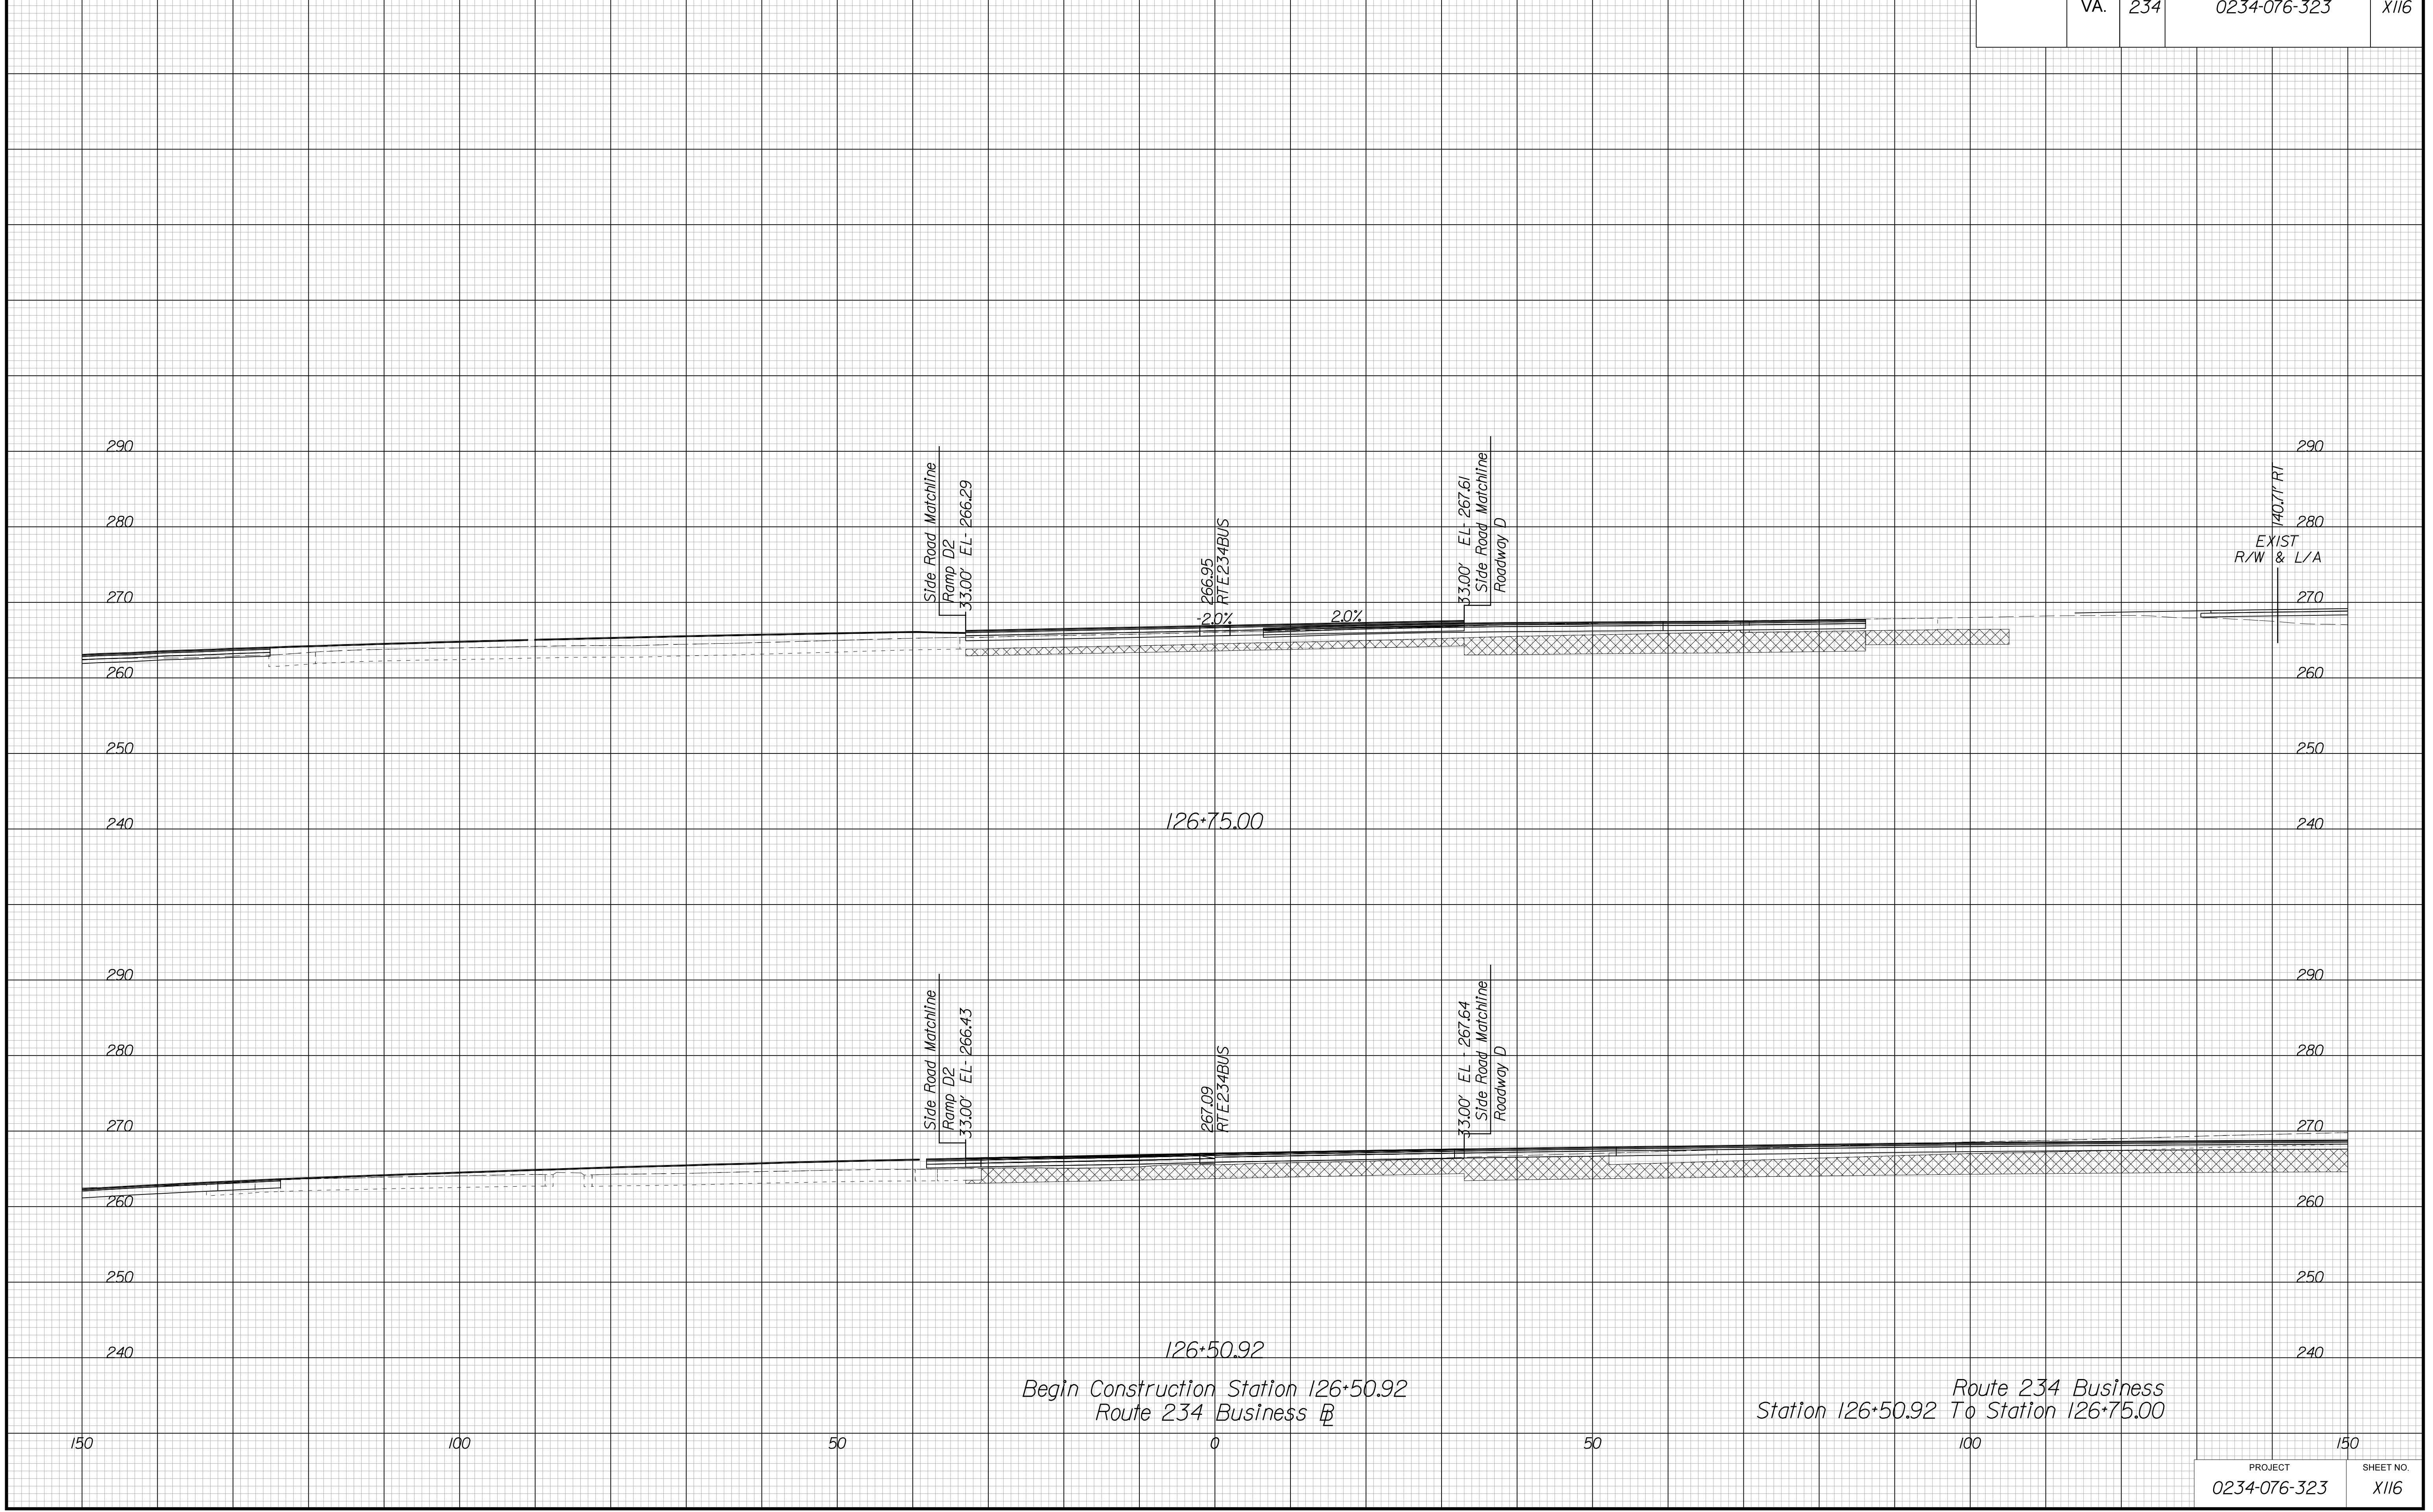 VA. 234 0234-076-323 X116
290 290
280 280
270 270
260 260
250 250
240 240
Side Road Matchline
Ramp D2
33.00' EL- 266.29
266.95
RTE234BUS
-2.0%
2.0%
33.00' EL- 267.61
Side Road Matchline
Roadway D
140.71' RT
EXIST
R/W & L/A
126+75.00
290 290
280 280
270 270
260 260
250 250
240 240
Side Road Matchline
Ramp D2
33.00' EL- 266.43
267.09
RTE234BUS
33.00' EL - 267.64
Side Road Matchline
Roadway D
126+50.92
Begin Construction Station 126+50.92
Route 234 Business BL
Route 234 Business
Station 126+50.92 To Station 126+75.00
150 100 50 0 50 100 150
PROJECT SHEET NO.
0234-076-323 X116